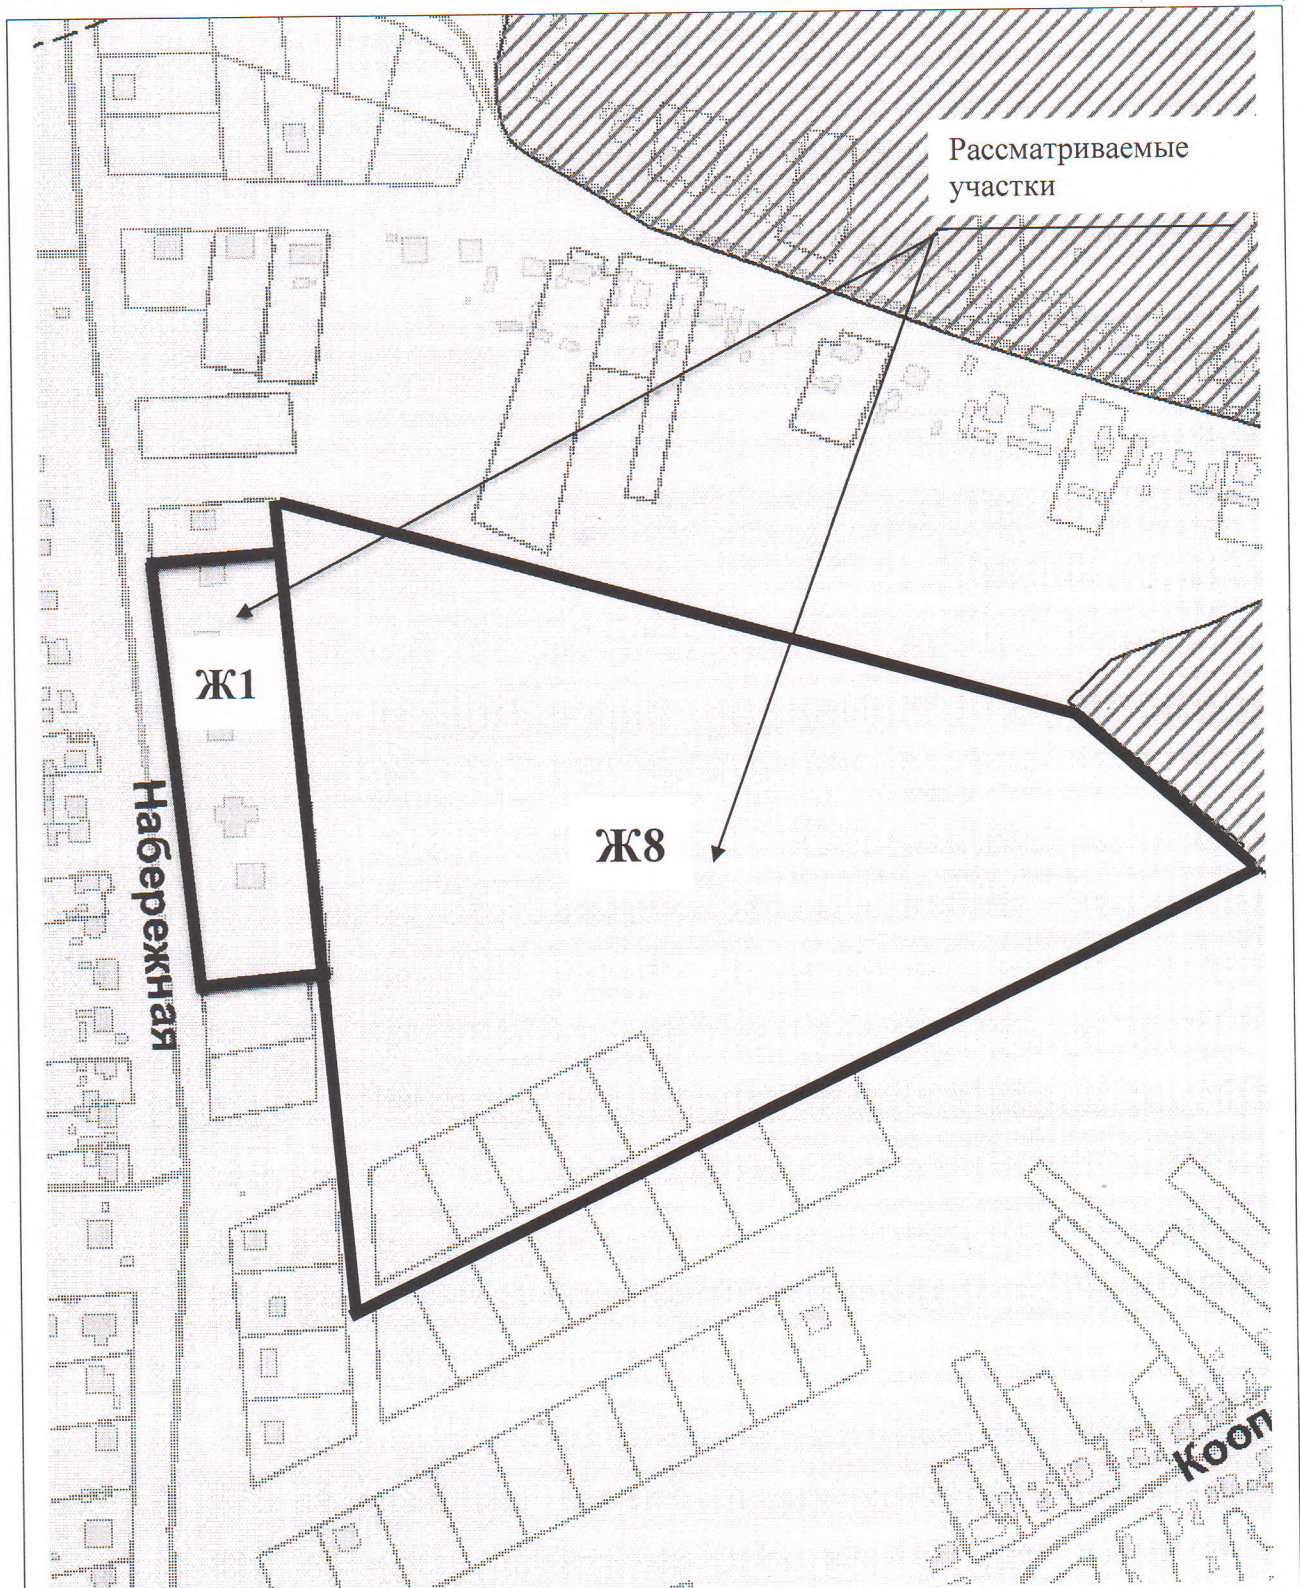 Рассматриваемые
участки
Ж1
Ж8
Набережная
Кооп